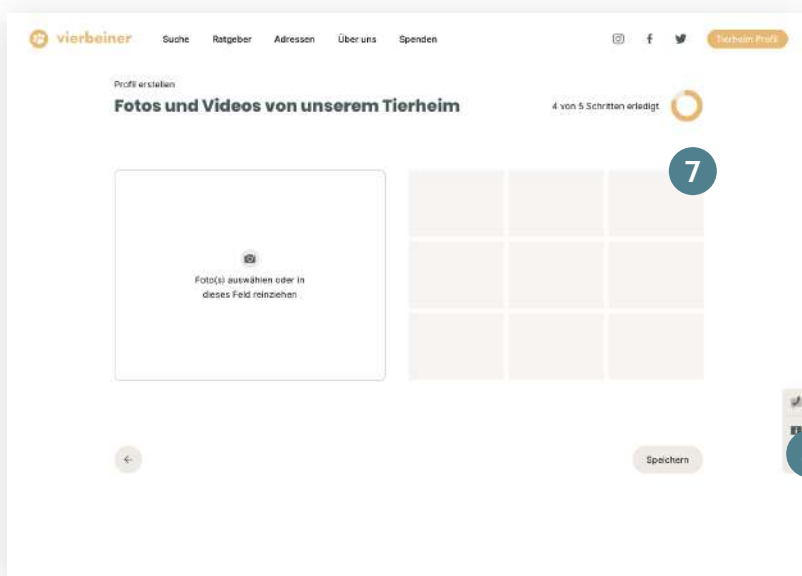 vierbeiner Suche Ratgeber Adressen Über uns Spenden Tierheim Profil
Profil erstellen
Fotos und Videos von unserem Tierheim
4 von 5 Schritten erledigt
7
Foto(s) auswählen oder in
dieses Feld reinziehen
Speichern